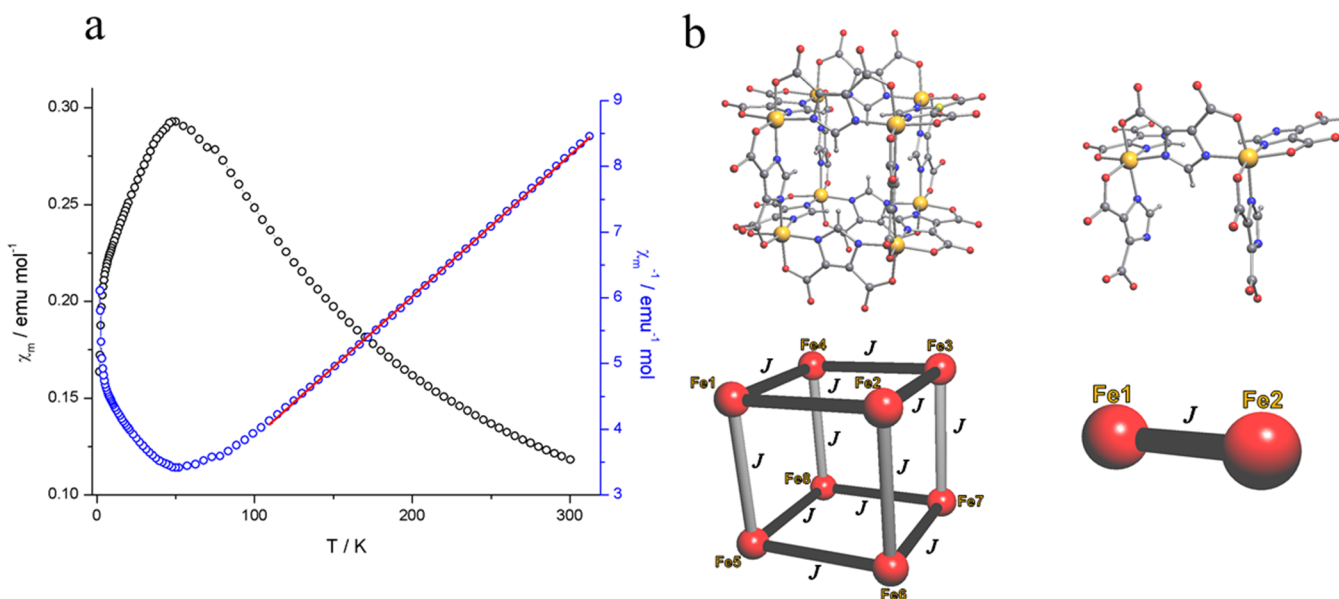 a
χm / emu mol-1
0.30
0.25
0.20
0.15
0.10
0
100
200
300
T / K
9
8
7
6
5
4
3
χm-1 / emu-1 mol
b
Fe4
J
Fe3
J
J
Fe1
Fe2
J
J
J
J
J
Fe8
J
Fe7
J
J
Fe5
J
Fe6
Fe1
J
Fe2